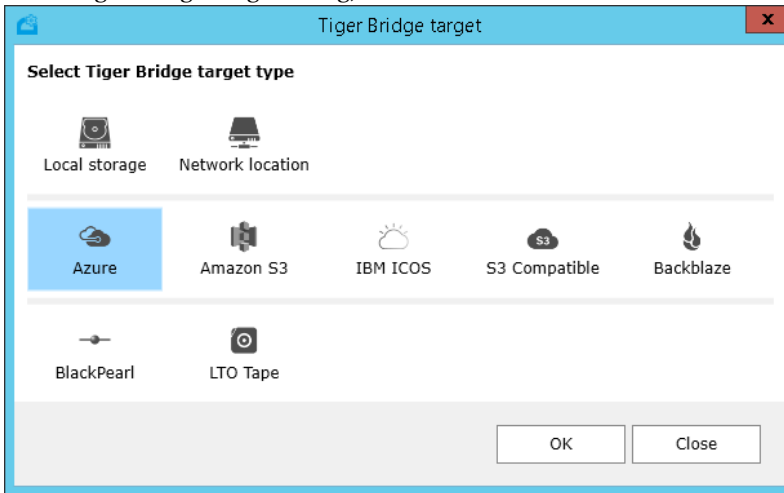 Tiger Bridge target
x
Select Tiger Bridge target type
Local storage Network location
Azure Amazon S3 IBM ICOS S3 S3 Compatible Backblaze
BlackPearl LTO Tape
OK Close